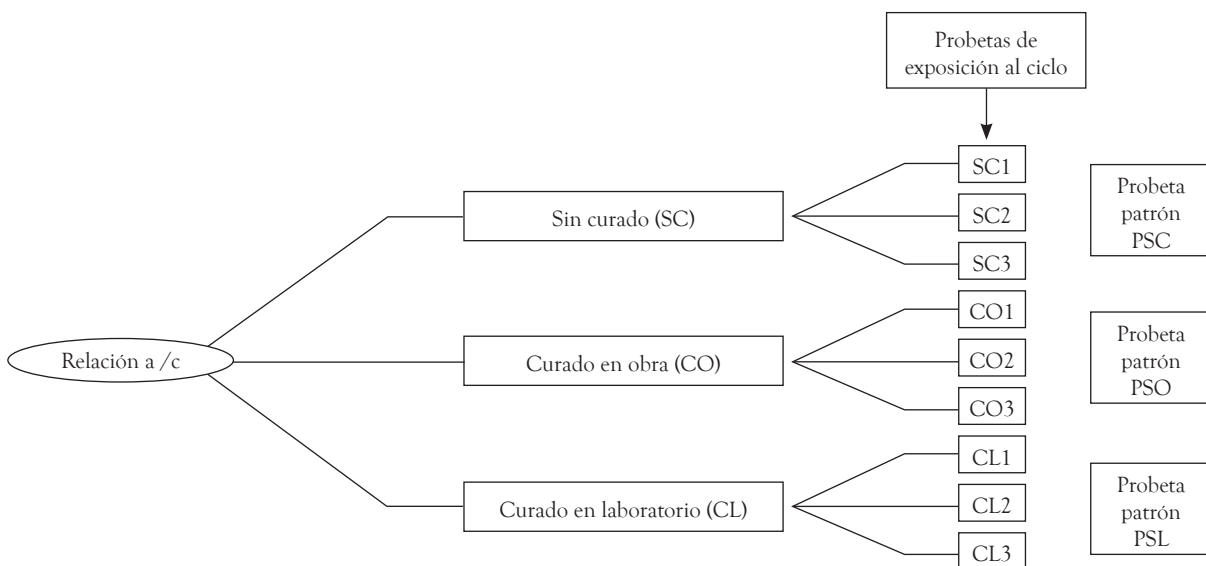 Probetas de
exposición al ciclo
SC1
Sin curado (SC)
SC2
SC3
Probeta
patrón
PSC
Relación a /c
CO1
Curado en obra (CO)
CO2
CO3
Probeta
patrón
PSO
CL1
Curado en laboratorio (CL)
CL2
CL3
Probeta
patrón
PSL